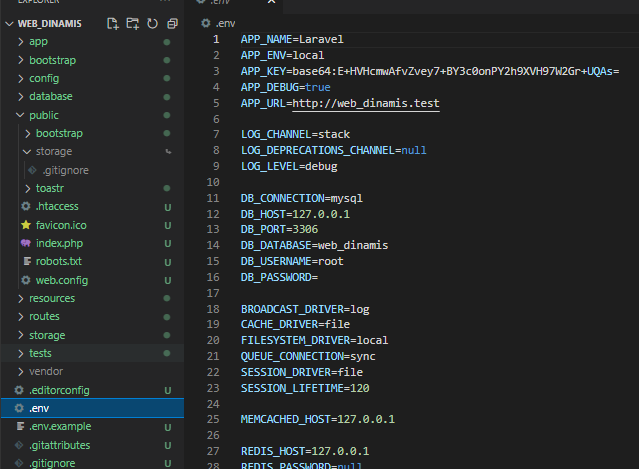 EXPLORER
WEB_DINAMIS
app
bootstrap
config
database
public
bootstrap
storage
.gitignore
toastr
.htaccess U
favicon.ico U
index.php U
robots.txt U
web.config U
resources
routes
storage
tests
vendor
.editorconfig U
.env
.env.example U
.gitattributes U
.gitignore U
.env
.env
1 APP_NAME=Laravel
2 APP_ENV=local
3 APP_KEY=base64:E+HVHcmwAfvZvey7+BY3c0onPY2h9XVH97W2Gr+UQAs=
4 APP_DEBUG=true
5 APP_URL=http://web_dinamis.test
6
7 LOG_CHANNEL=stack
8 LOG_DEPRECATIONS_CHANNEL=null
9 LOG_LEVEL=debug
10
11 DB_CONNECTION=mysql
12 DB_HOST=127.0.0.1
13 DB_PORT=3306
14 DB_DATABASE=web_dinamis
15 DB_USERNAME=root
16 DB_PASSWORD=
17
18 BROADCAST_DRIVER=log
19 CACHE_DRIVER=file
20 FILESYSTEM_DRIVER=local
21 QUEUE_CONNECTION=sync
22 SESSION_DRIVER=file
23 SESSION_LIFETIME=120
24
25 MEMCACHED_HOST=127.0.0.1
26
27 REDIS_HOST=127.0.0.1
28 REDIS_PASSWORD=null